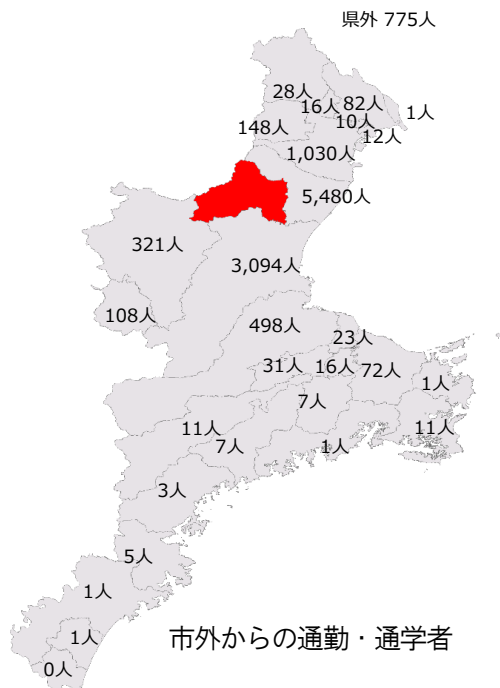 県外 775人
28人
16人
82人
1人
10人
148人
12人
1,030人
5,480人
321人
3,094人
108人
498人
23人
31人
16人
72人
1人
7人
11人
11人
7人
1人
3人
5人
1人
1人
市外からの通勤・通学者
0人